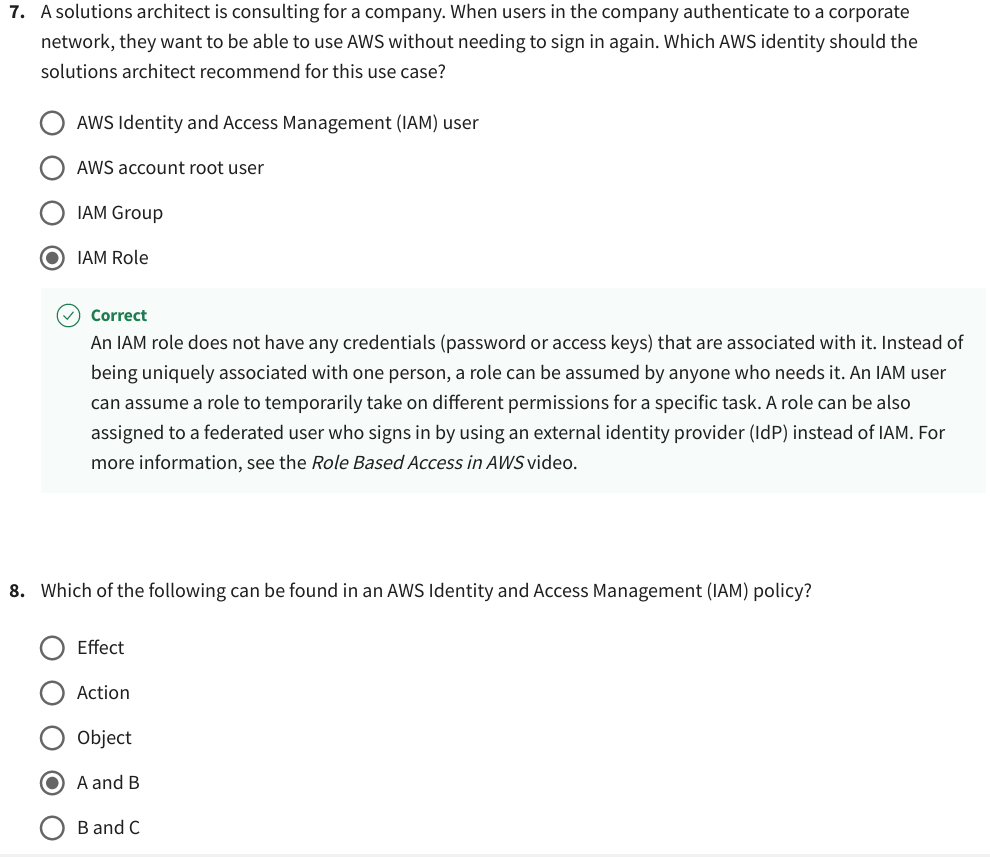 7. A solutions architect is consulting for a company. When users in the company authenticate to a corporate
network, they want to be able to use AWS without needing to sign in again. Which AWS identity should the
solutions architect recommend for this use case?
AWS Identity and Access Management (IAM) user
AWS account root user
IAM Group
IAM Role
Correct
An IAM role does not have any credentials (password or access keys) that are associated with it. Instead of
being uniquely associated with one person, a role can be assumed by anyone who needs it. An IAM user
can assume a role to temporarily take on different permissions for a specific task. A role can be also
assigned to a federated user who signs in by using an external identity provider (IdP) instead of IAM. For
more information, see the Role Based Access in AWS video.
8. Which of the following can be found in an AWS Identity and Access Management (IAM) policy?
Effect
Action
Object
A and B
B and C